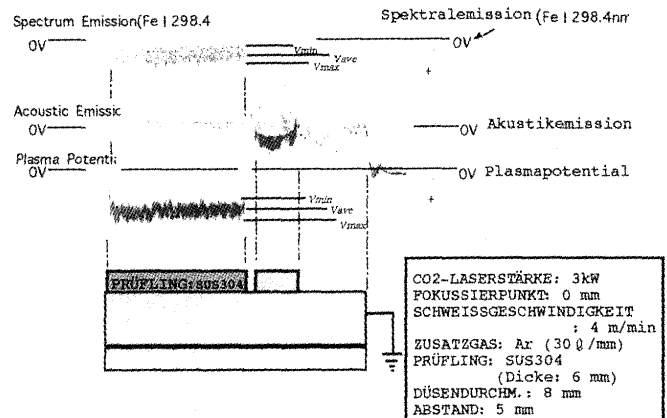 Spectrum Emission(Fe I 298.4
Spektralemission (Fe I 298.4nm
0V
0V
Vmin
Vave
Vmax
+
Acoustic Emissic
0V
0V Akustikemission
Plasma Potentia
0V
0V Plasmapotential
Vmin
Vave
Vmax
+
PRÜFLING:SUS304
CO2-LASERSTÄRKE: 3kW
FOKUSSIERPUNKT: 0 mm
SCHWEISSGESCHWINDIGKEIT
: 4 m/min
ZUSATZGAS: Ar (30 ℓ/mm)
PRÜFLING: SUS304
(Dicke: 6 mm)
DÜSENDURCHM.: 8 mm
ABSTAND: 5 mm